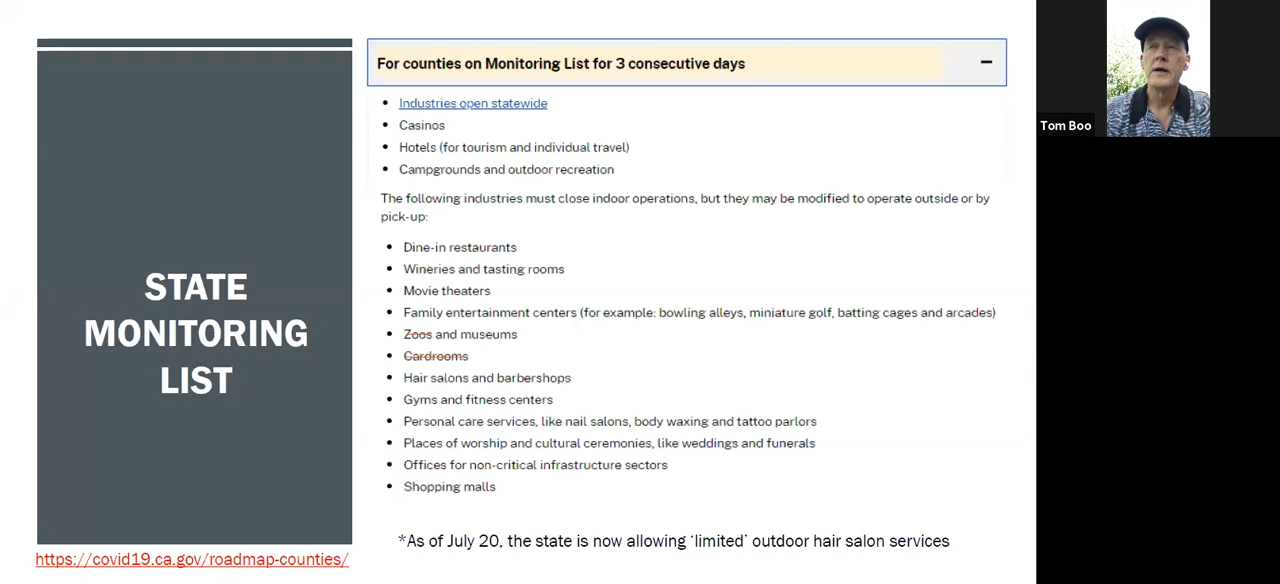 STATE
MONITORING
LIST
https://covid19.ca.gov/roadmap-counties/
For counties on Monitoring List for 3 consecutive days
Industries open statewide
Casinos
Hotels (for tourism and individual travel)
Campgrounds and outdoor recreation
The following industries must close indoor operations, but they may be modified to operate outside or by
pick-up:
Dine-in restaurants
Wineries and tasting rooms
Movie theaters
Family entertainment centers (for example: bowling alleys, miniature golf, batting cages and arcades)
Zoos and museums
Cardrooms
Hair salons and barbershops
Gyms and fitness centers
Personal care services, like nail salons, body waxing and tattoo parlors
Places of worship and cultural ceremonies, like weddings and funerals
Offices for non-critical infrastructure sectors
Shopping malls
*As of July 20, the state is now allowing ‘limited’ outdoor hair salon services
Tom Boo